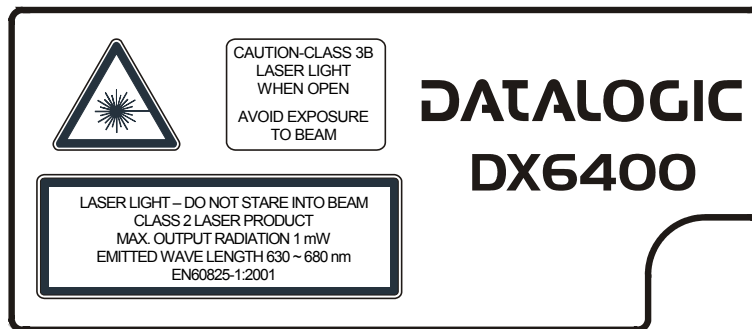 CAUTION-CLASS 3B
LASER LIGHT
WHEN OPEN
AVOID EXPOSURE
TO BEAM
DATALOGIC
DX6400
LASER LIGHT – DO NOT STARE INTO BEAM
CLASS 2 LASER PRODUCT
MAX. OUTPUT RADIATION 1 mW
EMITTED WAVE LENGTH 630 ~ 680 nm
EN60825-1:2001